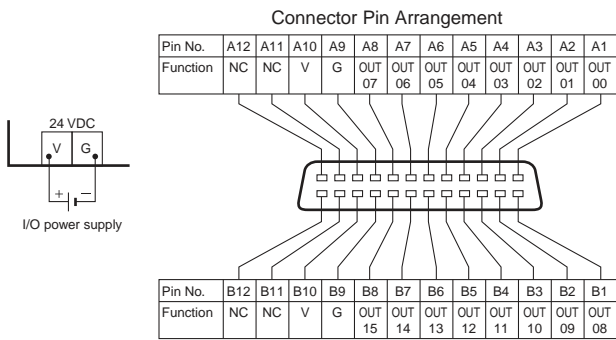 Connector Pin Arrangement
Pin No. A12 A11 A10 A9 A8 A7 A6 A5 A4 A3 A2 A1
Function NC NC V G OUT 07 OUT 06 OUT 05 OUT 04 OUT 03 OUT 02 OUT 01 OUT 00
24 VDC
V G
+ −
I/O power supply
Pin No. B12 B11 B10 B9 B8 B7 B6 B5 B4 B3 B2 B1
Function NC NC V G OUT 15 OUT 14 OUT 13 OUT 12 OUT 11 OUT 10 OUT 09 OUT 08